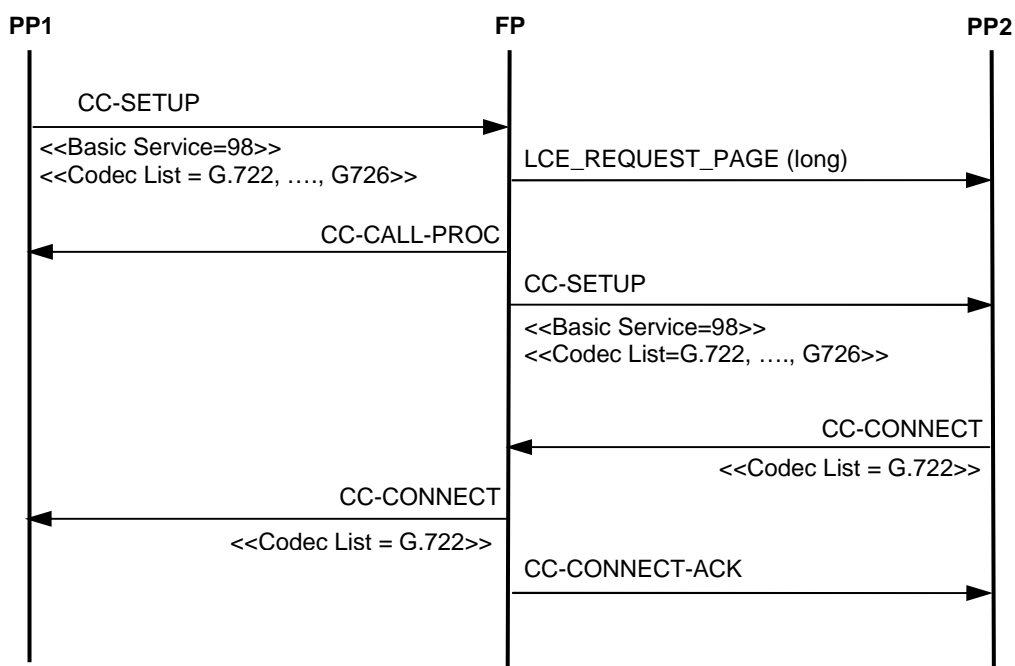 PP1 FP PP2
CC-SETUP
<<Basic Service=98>>
<<Codec List = G.722, …., G726>>
LCE_REQUEST_PAGE (long)
CC-CALL-PROC
CC-SETUP
<<Basic Service=98>>
<<Codec List=G.722, …., G726>>
CC-CONNECT
<<Codec List = G.722>>
CC-CONNECT
<<Codec List = G.722>>
CC-CONNECT-ACK